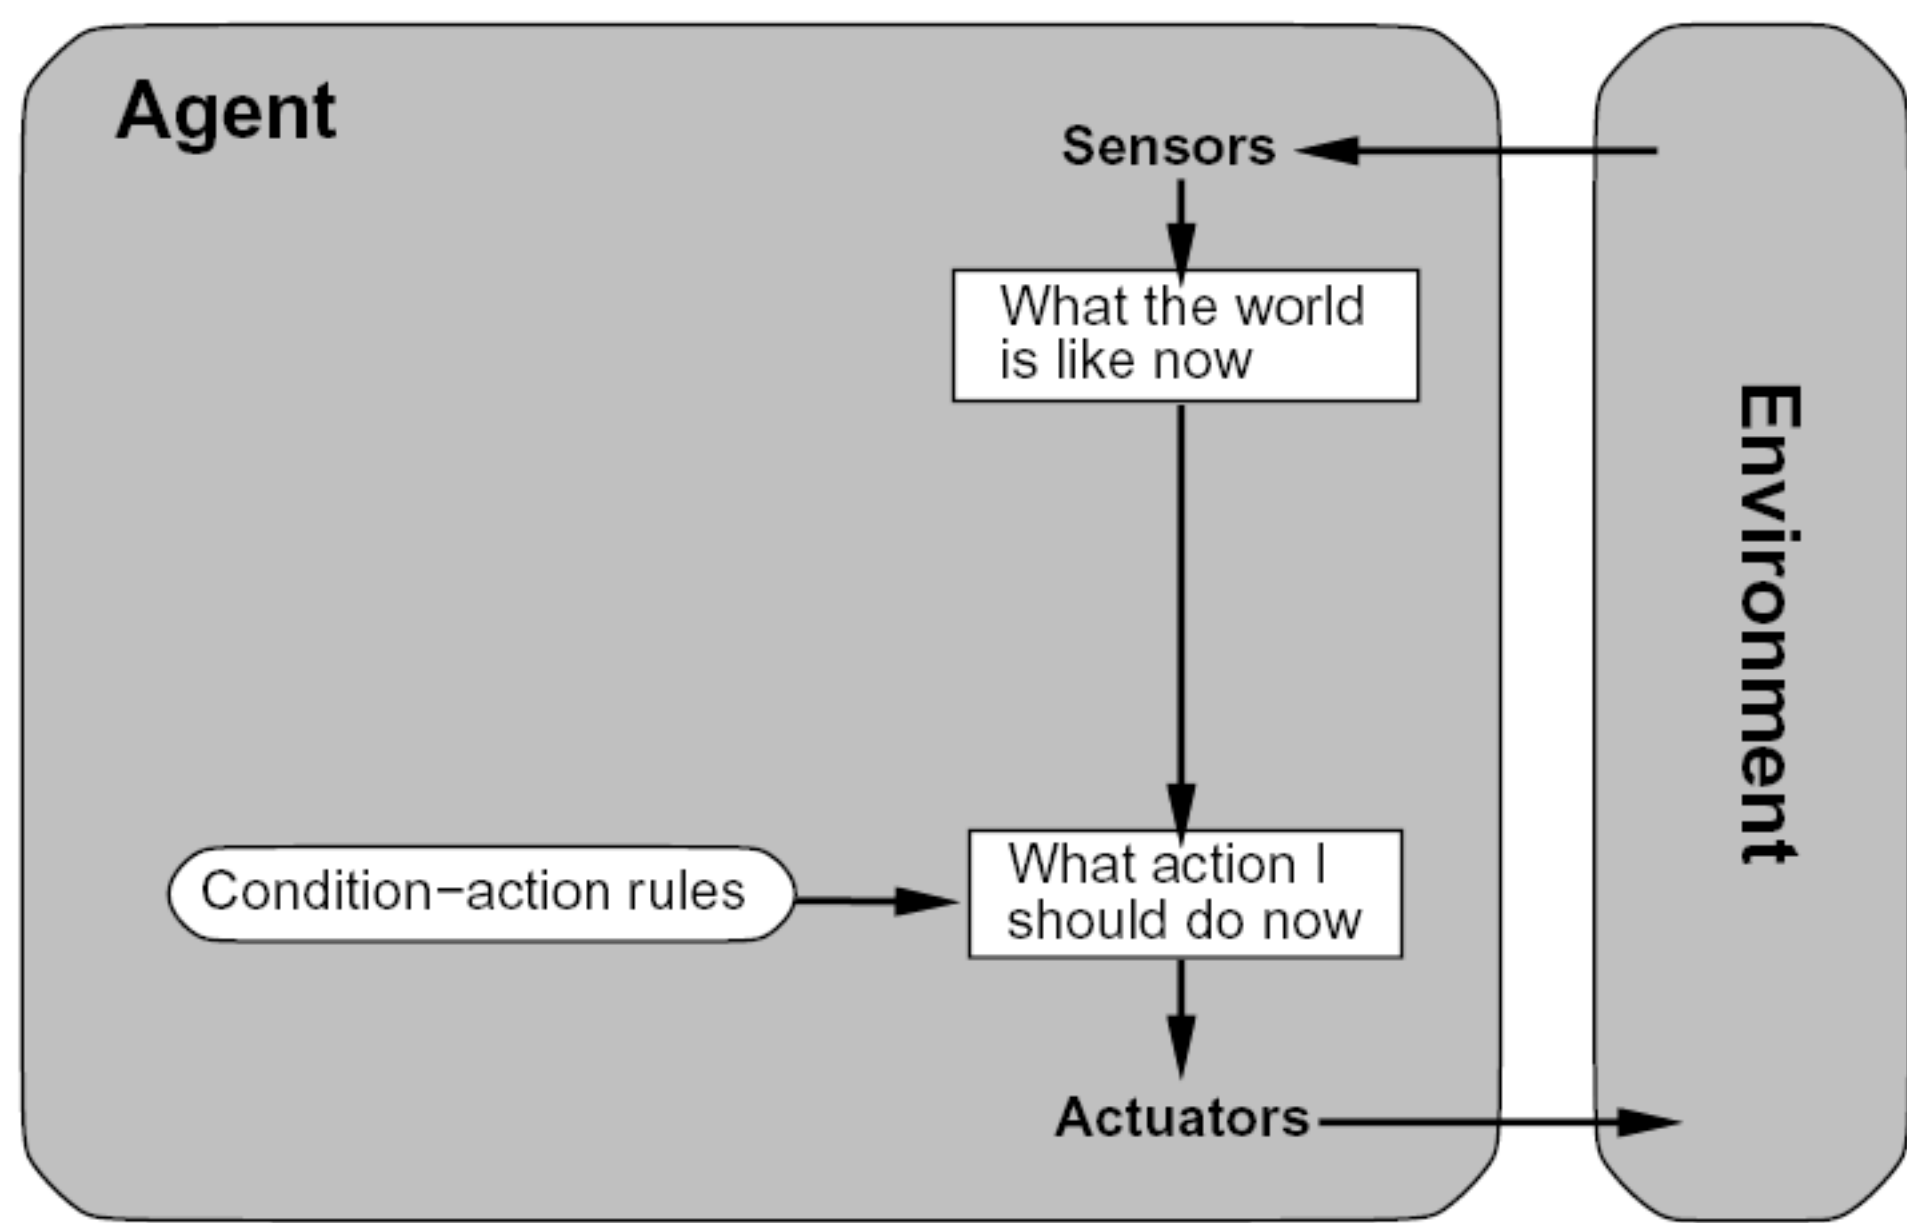 Agent
Sensors
What the world
is like now
Environment
Condition−action rules
What action I
should do now
Actuators